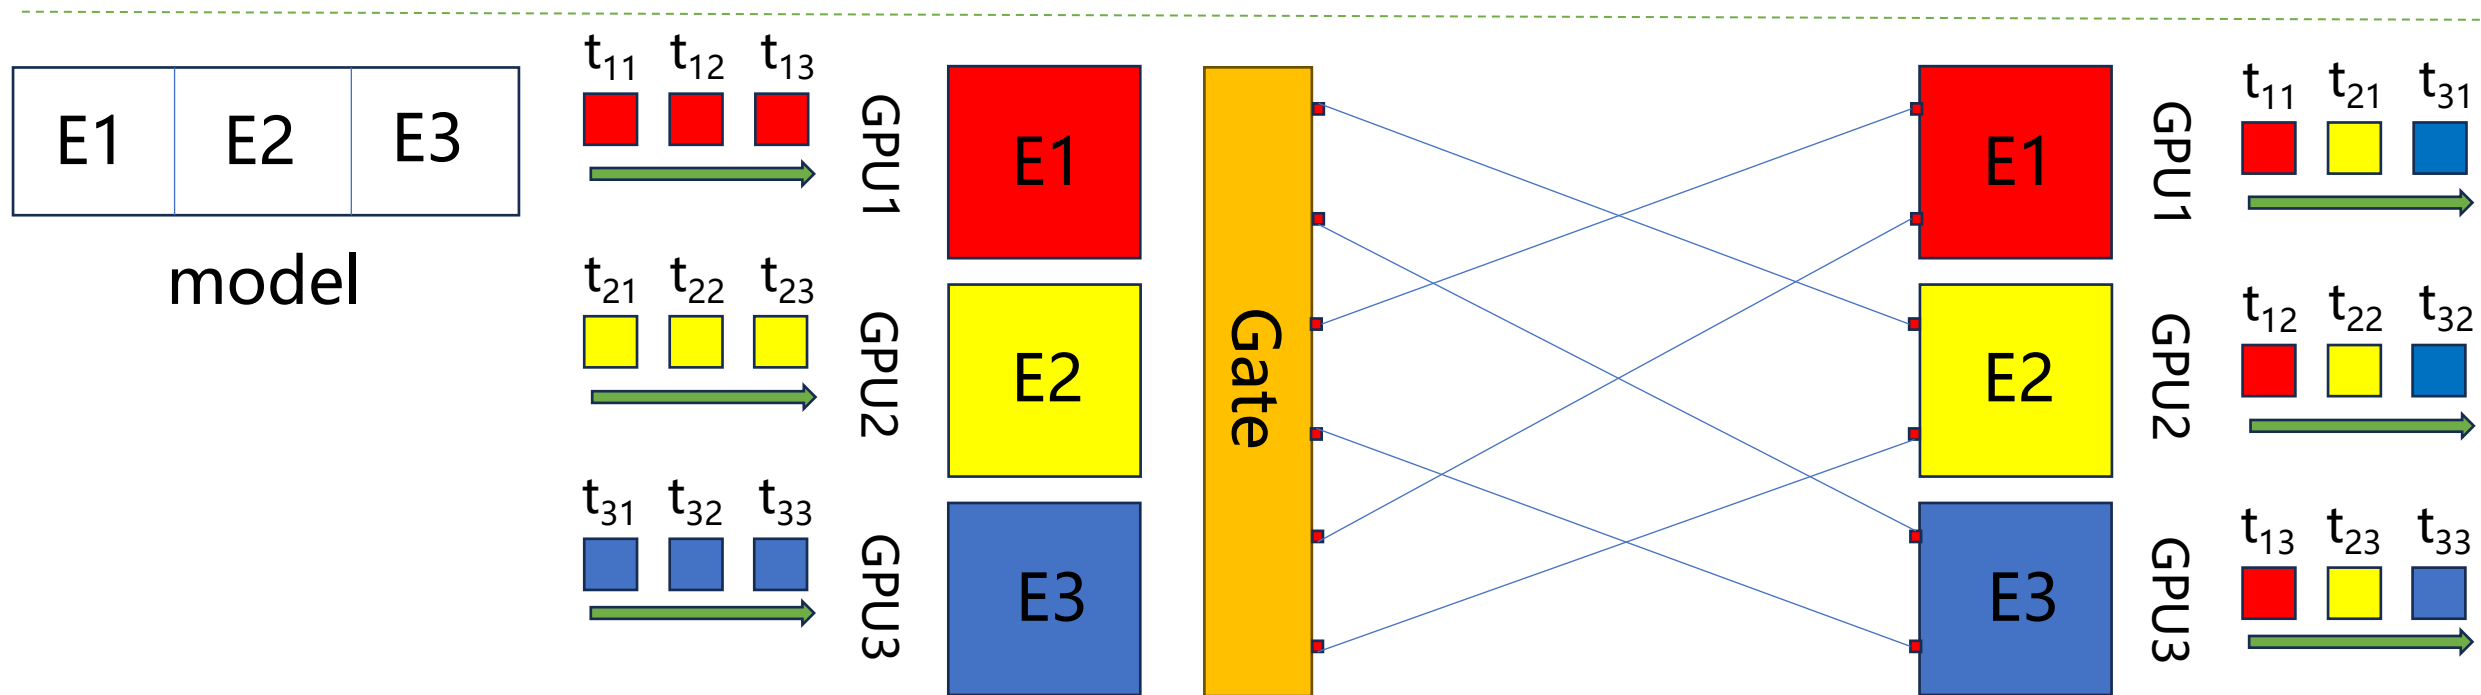 E1 E2 E3
model
t₁₁ t₁₂ t₁₃
GPU1
E1
t₂₁ t₂₂ t₂₃
GPU2
E2
t₃₁ t₃₂ t₃₃
GPU3
E3
Gate
E1
GPU1
t₁₁ t₂₁ t₃₁
E2
GPU2
t₁₂ t₂₂ t₃₂
E3
GPU3
t₁₃ t₂₃ t₃₃